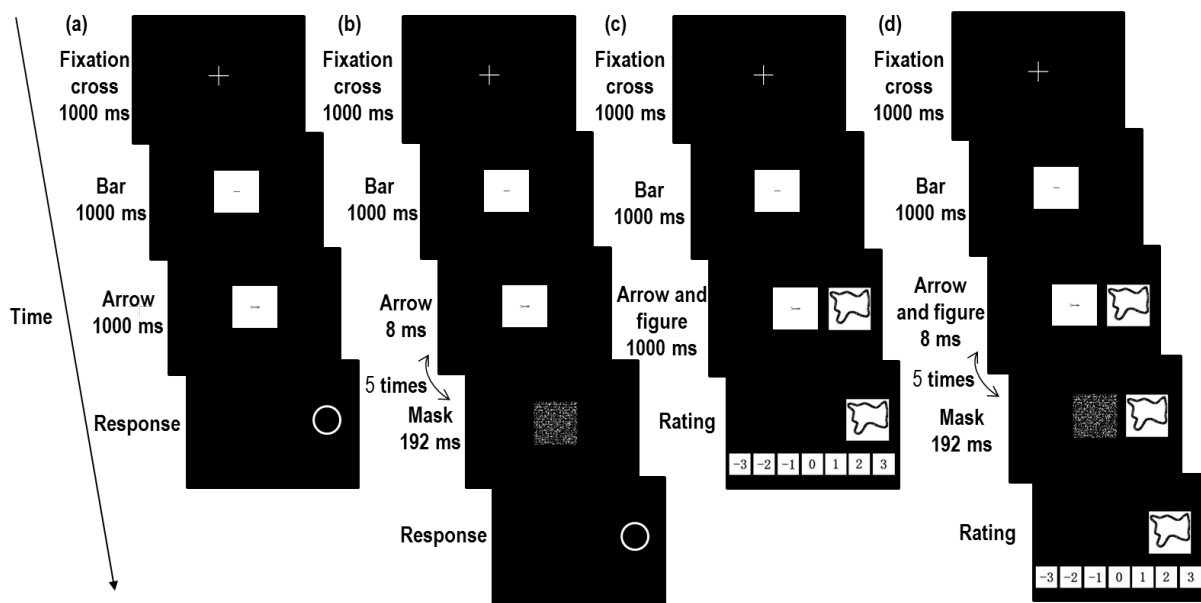 (a)
Fixation
cross
1000 ms
Bar
1000 ms
Arrow
1000 ms
Response
Time
(b)
Fixation
cross
1000 ms
Bar
1000 ms
Arrow
8 ms
5 times
Mask
192 ms
Response
(c)
Fixation
cross
1000 ms
Bar
1000 ms
Arrow and
figure
1000 ms
Rating
-3 -2 -1 0 1 2 3
(d)
Fixation
cross
1000 ms
Bar
1000 ms
Arrow
and figure
8 ms
5 times
Mask
192 ms
Rating
-3 -2 -1 0 1 2 3